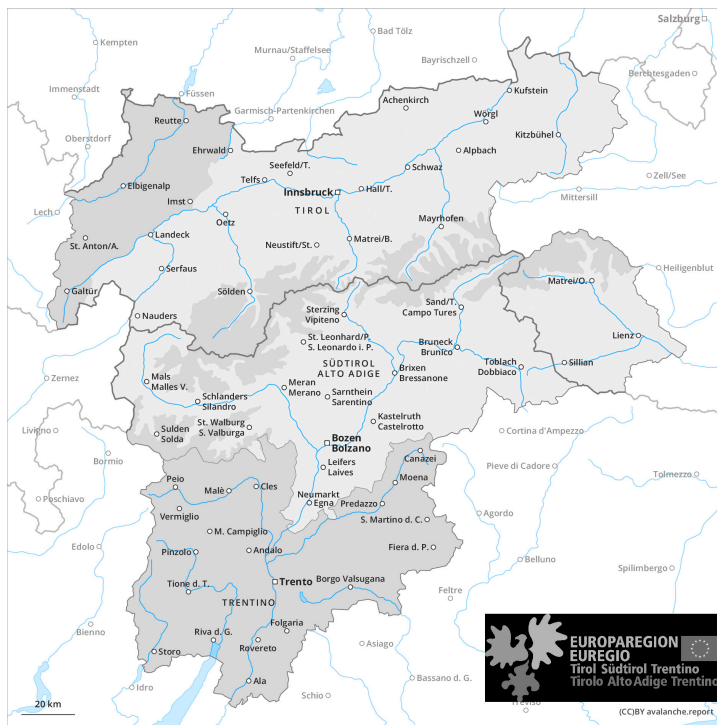 Salzburg
Kempten
Bad Tölz
Murnau/Staffelsee
Bayrischzell
Berchtesgaden
Immenstadt
Füssen
Garmisch-Partenkirchen
Achenkirch
Kufstein
Reutte
Wörgl
Oberstdorf
Ehrwald
Kitzbühel
Alpbach
Seefeld/T.
Schwaz
Telfs
Zell/See
Elbigenalp
Innsbruck
Hall/T.
Mittersill
Imst
TIROL
Lech
Oetz
Mayrhofen
St. Anton/A.
Landeck
Neustift/St.
Matrei/B.
Serfaus
Heiligenblut
Galtür
Sölden
Matrei/O.
Nauders
Sterzing
Vipiteno
Sand/T.
Campo Tures
St. Leonhard/P.
S. Leonardo i. P.
Lienz
Bruneck
Brunico
SÜDTIROL
ALTO ADIGE
Toblach
Dobbiaco
Sillian
Zernez
Mals
Malles V.
Meran
Merano
Brixen
Bressanone
Schlanders
Silandro
Sarnthein
Sarentino
St. Walburg
S. Valburga
Kastelruth
Castelrotto
Livigno
Sulden
Solda
Bozen
Bolzano
Cortina d'Ampezzo
Bormio
Canazei
Leifers
Laives
Pieve di Cadore
Tolmezzo
Peio
Malè
Cles
Moena
Poschiavo
Neumarkt
Egna
Predazzo
Vermiglio
Agordo
S. Martino d. C.
M. Campiglio
Edolo
Pinzolo
Andalo
Fiera d. P.
Belluno
Tione d. T.
Trento
Borgo Valsugana
Spilimbergo
Feltre
TRENTINO
Folgaria
Bienno
Riva d. G.
Rovereto
Asiago
Storo
Ala
Bassano d. G.
Idro
Schio
EUROPAREGION
EUREGIO
Tirol Südtirol Trentino
Tirolo Alto Adige Trentino
20 km
Treviso
(CC)BY avalanche.report